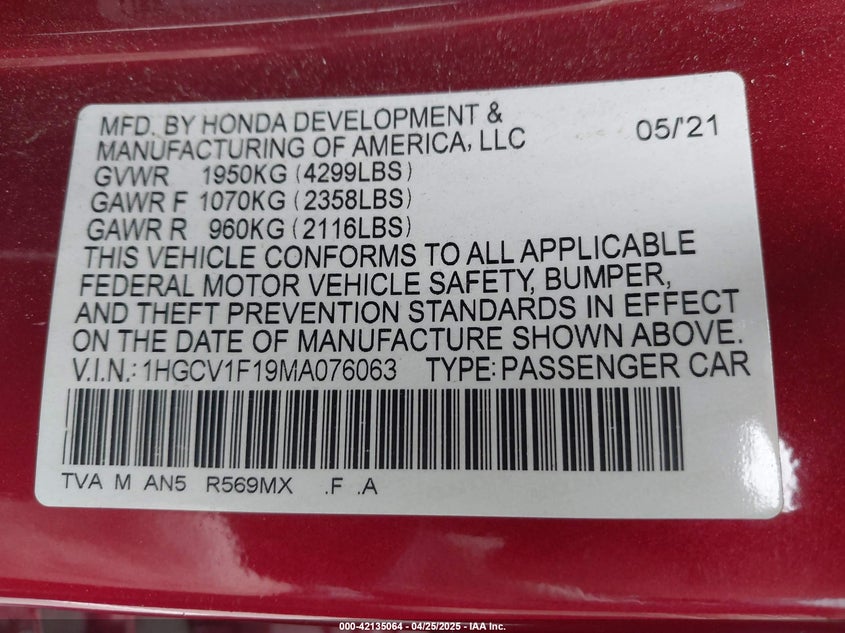 MFD. BY HONDA DEVELOPMENT &
MANUFACTURING OF AMERICA, LLC 05/'21
GVWR 1950KG (4299LBS)
GAWR F 1070KG (2358LBS)
GAWR R 960KG (2116LBS)
THIS VEHICLE CONFORMS TO ALL APPLICABLE
FEDERAL MOTOR VEHICLE SAFETY, BUMPER,
AND THEFT PREVENTION STANDARDS IN EFFECT
ON THE DATE OF MANUFACTURE SHOWN ABOVE.
V.I.N.: 1HGCV1F19MA076063 TYPE: PASSENGER CAR
TVA M AN5 R569MX .F .A
000-42135064 / 04/25/2025 - IAA Inc.